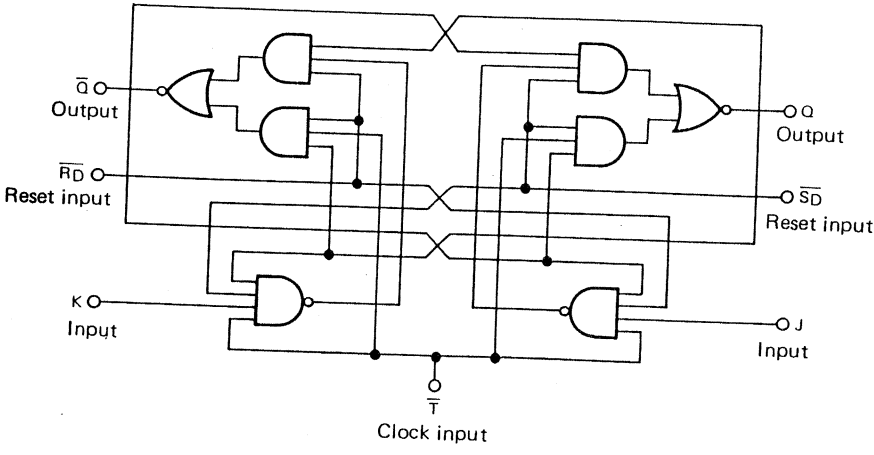 Q̅
Output
R̅D̅
Reset input
K
Input
T̅
Clock input
Q
Output
S̅D̅
Reset input
J
Input